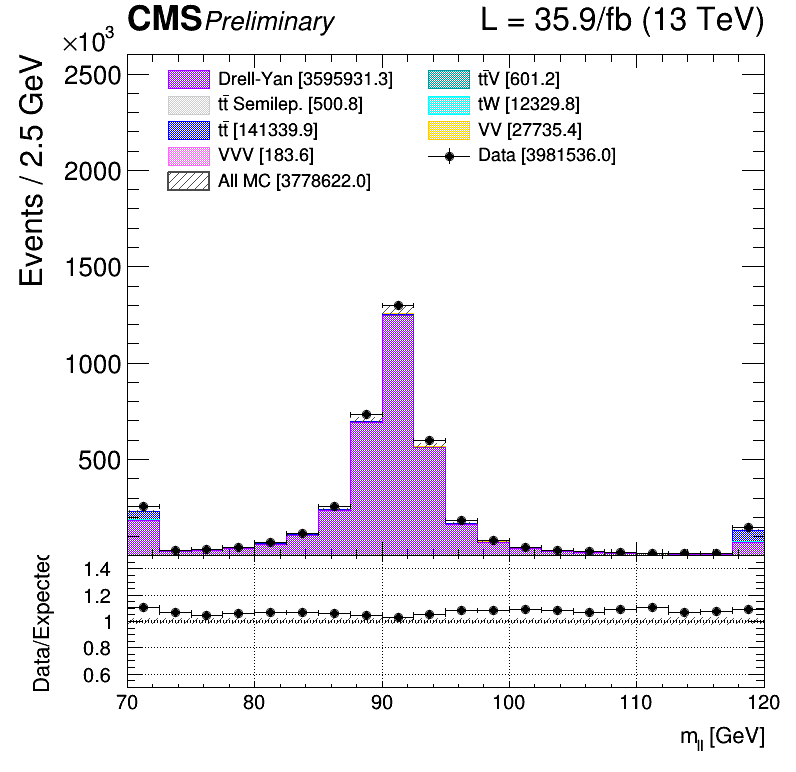 CMS Preliminary L = 35.9/fb (13 TeV)
×10³
Events / 2.5 GeV
2500
2000
1500
1000
500
Drell-Yan [3595931.3]
tt̄ Semilep. [500.8]
tt̄ [141339.9]
VVV [183.6]
All MC [3778622.0]
tt̄V [601.2]
tW [12329.8]
VV [27735.4]
Data [3981536.0]
Data/Expected
1.4
1.2
1
0.8
0.6
70 80 90 100 110 120
m_ll [GeV]